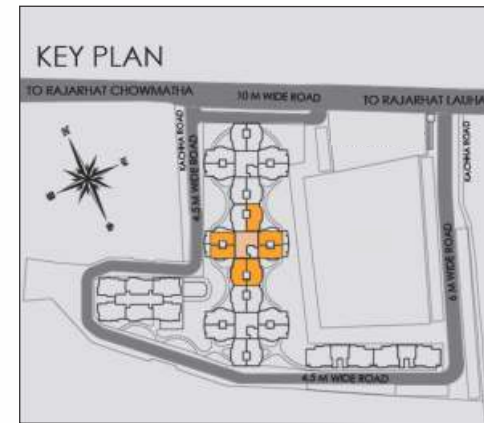 KEY PLAN
TO RAJARHAT CHOWMATHA
10 M WIDE ROAD
TO RAJARHAT LAUHA
KACHHA ROAD
KACHHA ROAD
4.5 M WIDE ROAD
6 M WIDE ROAD
4.5 M WIDE ROAD